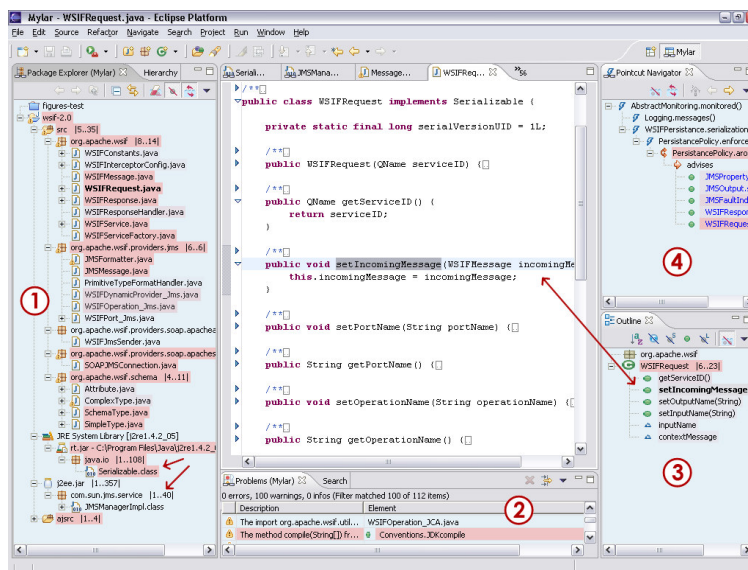 Mylar - WSIFRequest.java - Eclipse Platform
File Edit Source Refactor Navigate Search Project Run Window Help
Mylar
Package Explorer (Mylar) Hierarchy
figures-test
wsif-2.0
src |5..35|
org.apache.wsif |8..14|
WSIFConstants.java
WSIFInterceptorConfig.java
WSIFMessage.java
WSIFRequest.java
WSIFResponse.java
WSIFResponseHandler.java
WSIFService.java
WSIFServiceFactory.java
org.apache.wsif.providers.jms |6..6|
JMSFormatter.java
JMSMessage.java
PrimitiveTypeFormatHandler.java
WSIFDynamicProvider_Jms.java
WSIFOperation_Jms.java
WSIFPort_Jms.java
org.apache.wsif.providers.soap.apacheax
WSIFJmsSender.java
org.apache.wsif.providers.soap.apaches
SOAPJMSConnection.java
org.apache.wsif.schema |4..11|
Attribute.java
ComplexType.java
SchemaType.java
SimpleType.java
JRE System Library [j2re1.4.2_05]
rt.jar - C:\Program Files\Java\j2re1.4.2_
java.io |1..108|
Serializable.class
j2ee.jar |1..357|
com.sun.jms.service |1..40|
JMSManagerImpl.class
ajsrc |1..4|
1
Seriali... JMSMana... JMessage... WSIFReq... »56
/**
public class WSIFRequest implements Serializable {
private static final long serialVersionUID = 1L;
/**
public WSIFRequest(QName serviceID) {
/**
public QName getServiceID() {
return serviceID;
}
/**
public void setIncomingMessage(WSIFMessage incomingMe
this.incomingMessage = incomingMessage;
}
/**
public void setPortName(String portName) {
/**
public String getPortName() {
/**
public void setOperationName(String operationName) {
/**
public String getOperationName() {
Problems (Mylar) Search
0 errors, 100 warnings, 0 infos (Filter matched 100 of 112 items)
Description Element
The import org.apache.wsif.util... WSIFOperation_JCA.java
The method compile(String[]) fr... Conventions.JDKcompile
2
Pointcut Navigator
AbstractMonitoring.monitored()
Logging.messages()
WSIFPersistance.serialization
PersistancePolicy.enforce
PersistancePolicy.aro
advises
JMSProperty
JMSOutput.s
JMSFaultInd
WSIFRespon
WSIFReques
4
Outline
org.apache.wsif
WSIFRequest |6..23|
getServiceID()
setIncomingMessage
setOutputName(String)
setInputName(String)
inputName
contextMessage
3